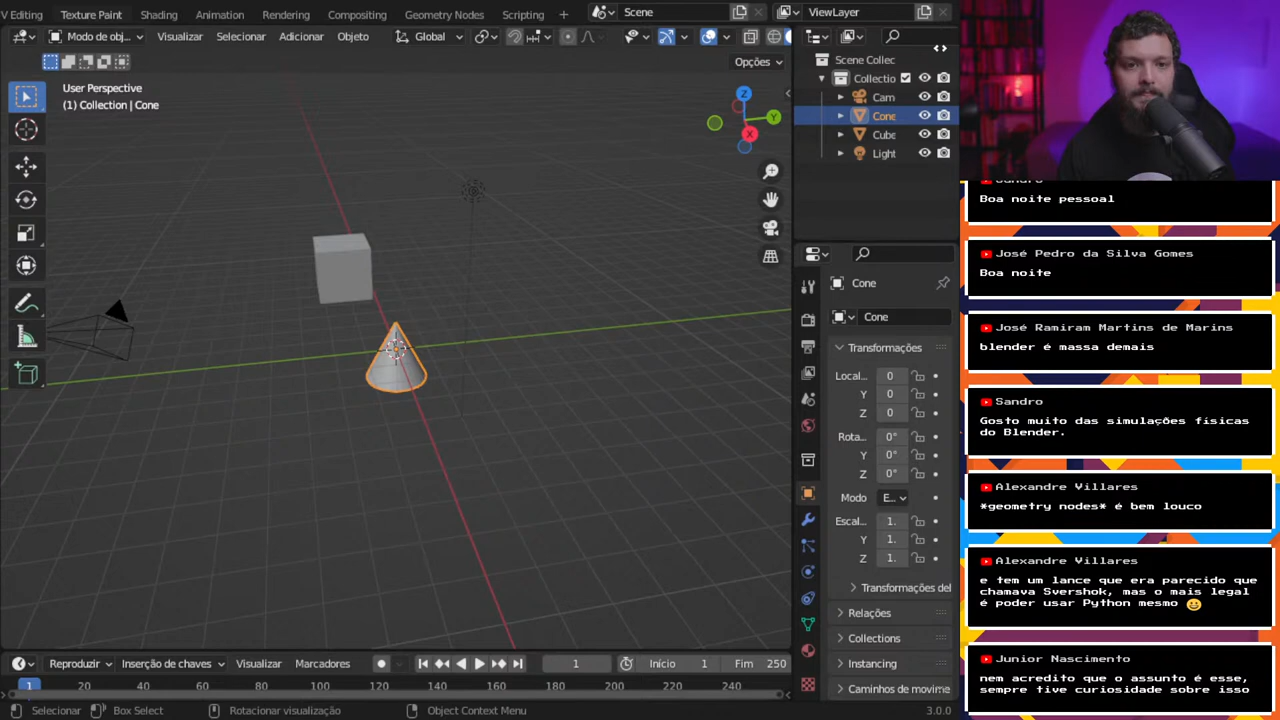 V Editing Texture Paint Shading Animation Rendering Compositing Geometry Nodes Scripting + Scene ViewLayer
Modo de obj... Visualizar Selecionar Adicionar Objeto Global
Opções
User Perspective
(1) Collection | Cone
Z
Y
X
Scene Collec
Collectio
Cam
Cone
Cube
Light
Cone
Cone
Transformações
Local... 0
Y 0
Z 0
Rota... 0°
Y 0°
Z 0°
Modo E...
Escal... 1.
Y 1.
Z 1.
Transformações del
Relações
Collections
Instancing
Caminhos de movime
Reproduzir Inserção de chaves Visualizar Marcadores 1 Início 1 Fim 250
1 20 40 60 80 100 120 140 160 180 200 220 240
Selecionar Box Select Rotacionar visualização Object Context Menu 3.0.0
Boa noite pessoal
José Pedro da Silva Gomes
Boa noite
José Ramiram Martins de Marins
blender é massa demais
Sandro
Gosto muito das simulações físicas
do Blender.
Alexandre Villares
*geometry nodes* é bem louco
Alexandre Villares
e tem um lance que era parecido que
chamava Svershok, mas o mais legal
é poder usar Python mesmo 😄
Junior Nascimento
nem acredito que o assunto é esse,
sempre tive curiosidade sobre isso